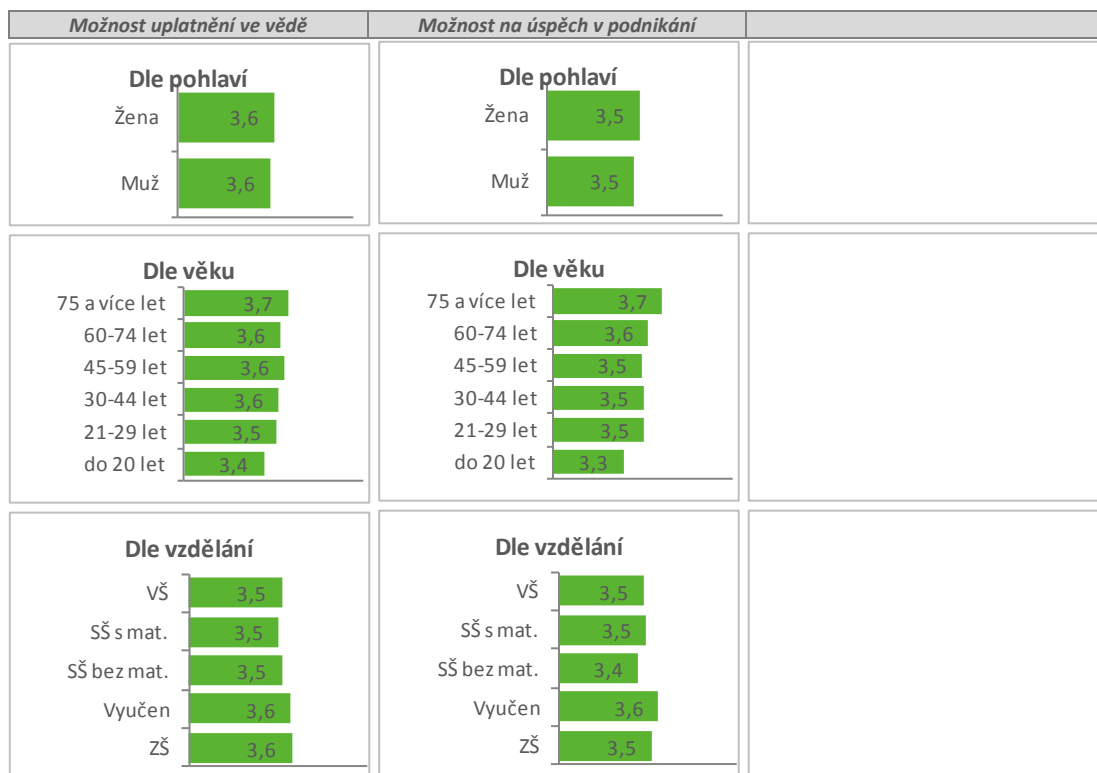 Možnost uplatnění ve vědě
Možnost na úspěch v podnikání
Dle pohlaví
Žena 3,6
Muž 3,6
Dle pohlaví
Žena 3,5
Muž 3,5
Dle věku
75 a více let 3,7
60-74 let 3,6
45-59 let 3,6
30-44 let 3,6
21-29 let 3,5
do 20 let 3,4
Dle věku
75 a více let 3,7
60-74 let 3,6
45-59 let 3,5
30-44 let 3,5
21-29 let 3,5
do 20 let 3,3
Dle vzdělání
VŠ 3,5
SŠ s mat. 3,5
SŠ bez mat. 3,5
Vyučen 3,6
ZŠ 3,6
Dle vzdělání
VŠ 3,5
SŠ s mat. 3,5
SŠ bez mat. 3,4
Vyučen 3,6
ZŠ 3,5